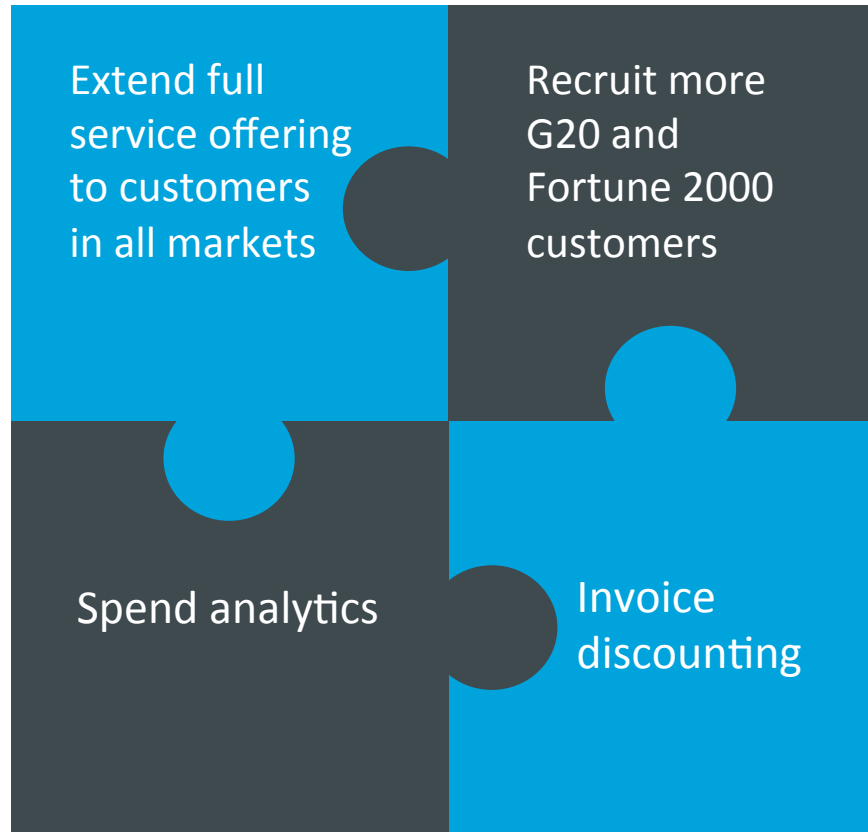 Extend full
service offering
to customers
in all markets
Recruit more
G20 and
Fortune 2000
customers
Spend analytics
Invoice
discounting